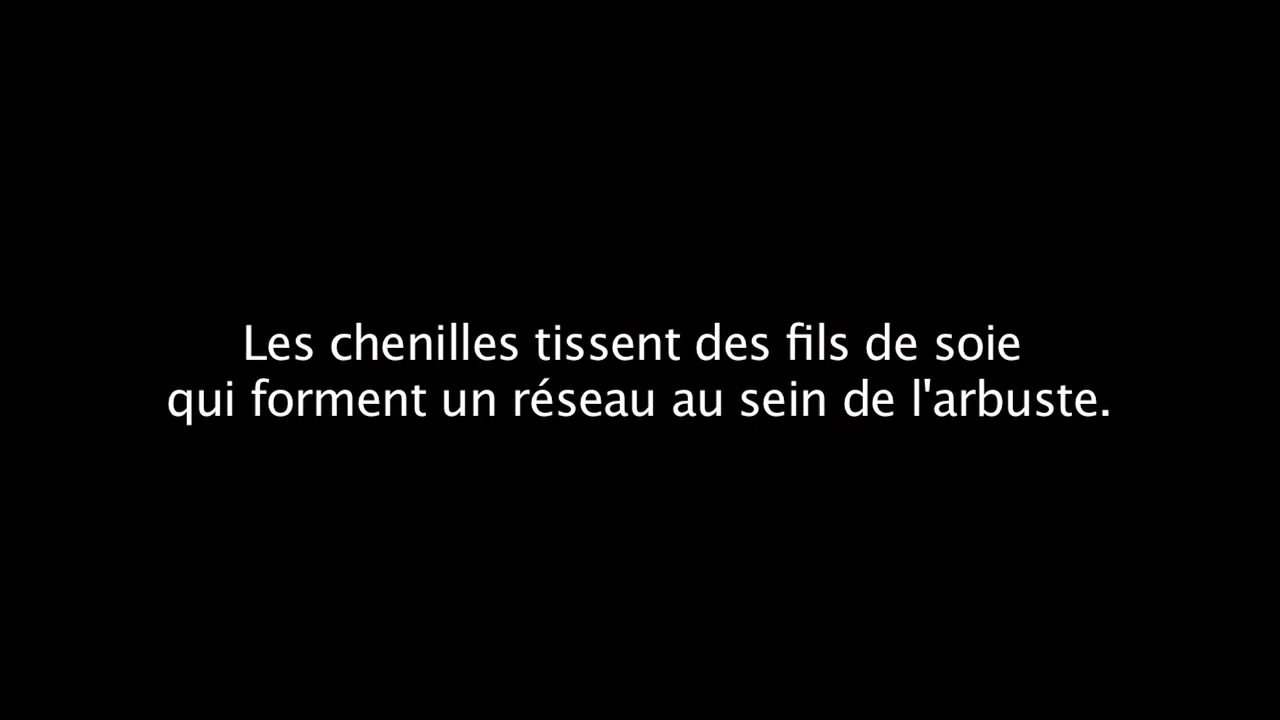 Les chenilles tissent des fils de soie
qui forment un réseau au sein de l'arbuste.